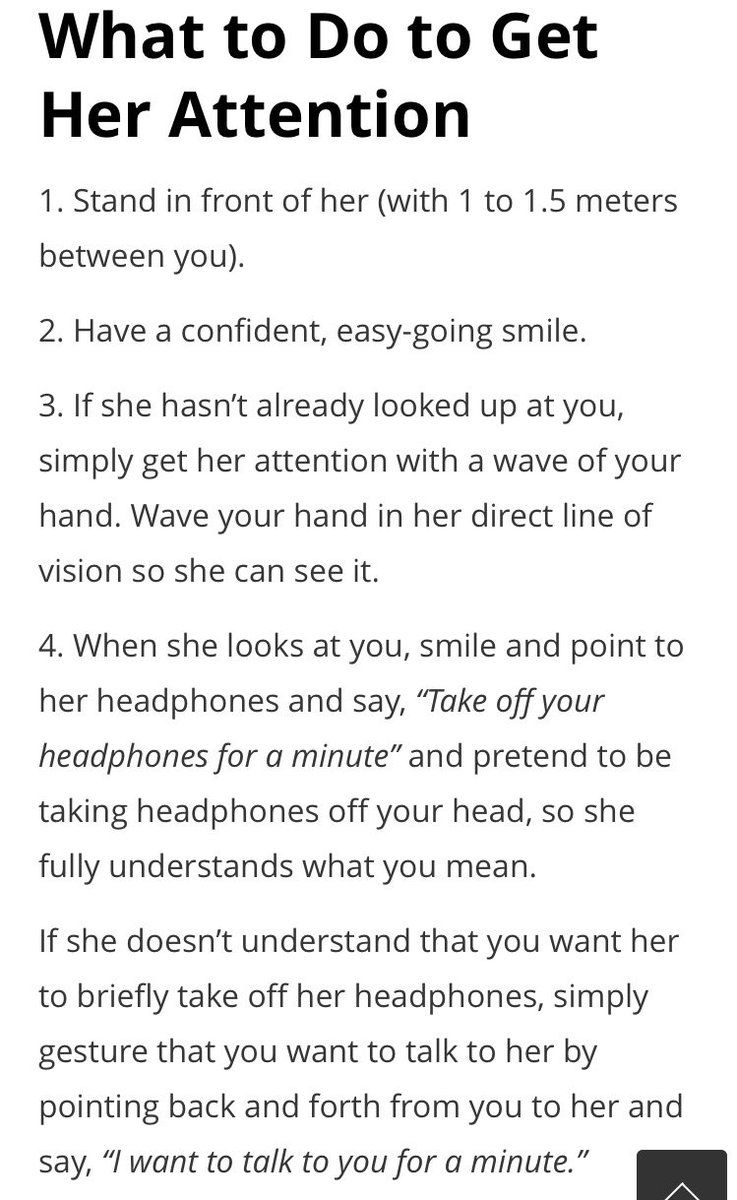 What to Do to Get
Her Attention
1. Stand in front of her (with 1 to 1.5 meters
between you).
2. Have a confident, easy-going smile.
3. If she hasn’t already looked up at you,
simply get her attention with a wave of your
hand. Wave your hand in her direct line of
vision so she can see it.
4. When she looks at you, smile and point to
her headphones and say, “Take off your
headphones for a minute” and pretend to be
taking headphones off your head, so she
fully understands what you mean.
If she doesn’t understand that you want her
to briefly take off her headphones, simply
gesture that you want to talk to her by
pointing back and forth from you to her and
say, “I want to talk to you for a minute.”